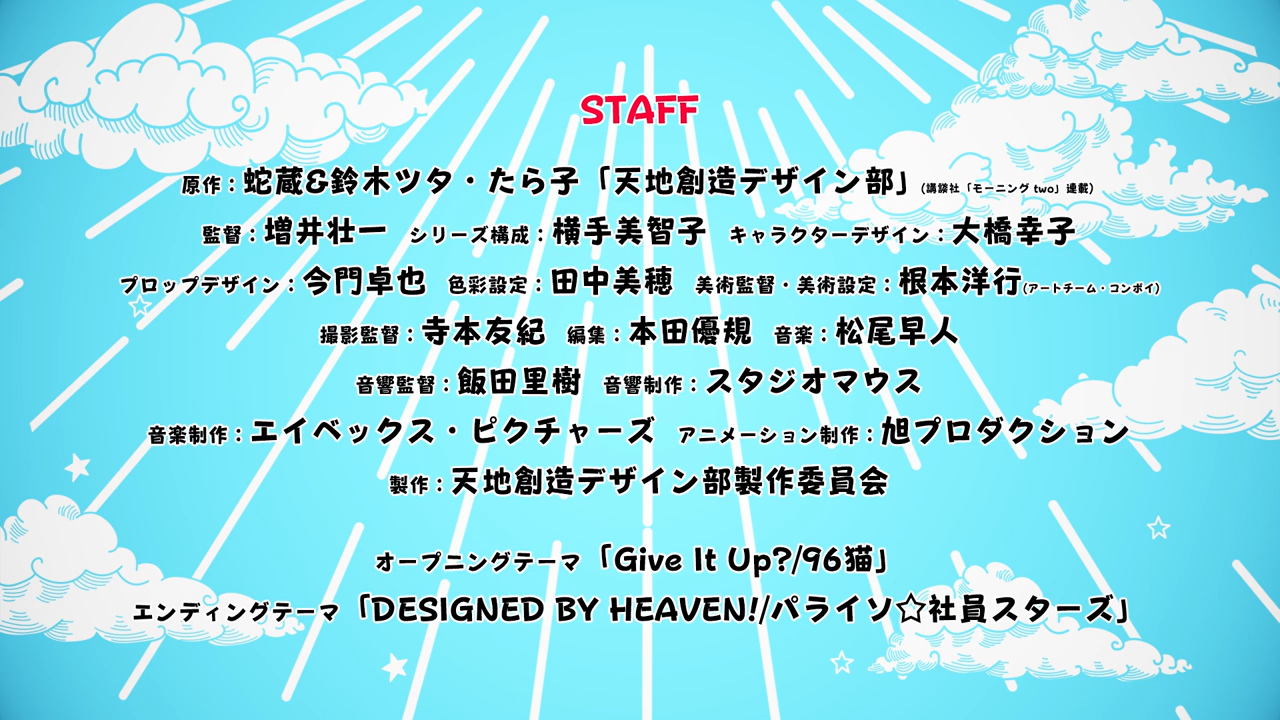 STAFF
原作：蛇蔵&鈴木ツタ・たら子「天地創造デザイン部」(講談社「モーニング two」連載)
監督：増井壮一 シリーズ構成：横手美智子 キャラクターデザイン：大橋幸子
プロップデザイン：今門卓也 色彩設定：田中美穂 美術監督・美術設定：根本洋行(アートチーム・コンボイ)
撮影監督：寺本友紀 編集：本田優規 音楽：松尾早人
音響監督：飯田里樹 音響制作：スタジオマウス
音楽制作：エイベックス・ピクチャーズ アニメーション制作：旭プロダクション
製作：天地創造デザイン部製作委員会
オープニングテーマ「Give It Up?/96猫」
エンディングテーマ「DESIGNED BY HEAVEN!/パライソ☆社員スターズ」